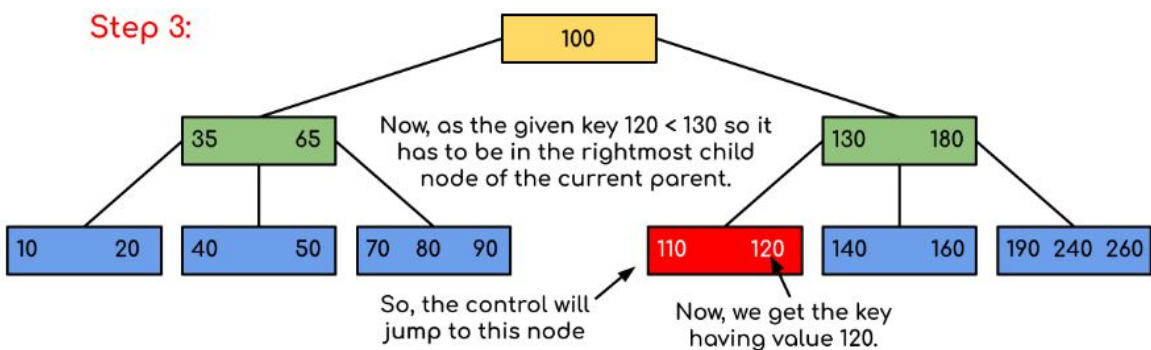 Step 3:
100
35 65
Now, as the given key 120 < 130 so it
has to be in the rightmost child
node of the current parent.
130 180
10 20
40 50
70 80 90
110 120
140 160
190 240 260
So, the control will
jump to this node
Now, we get the key
having value 120.